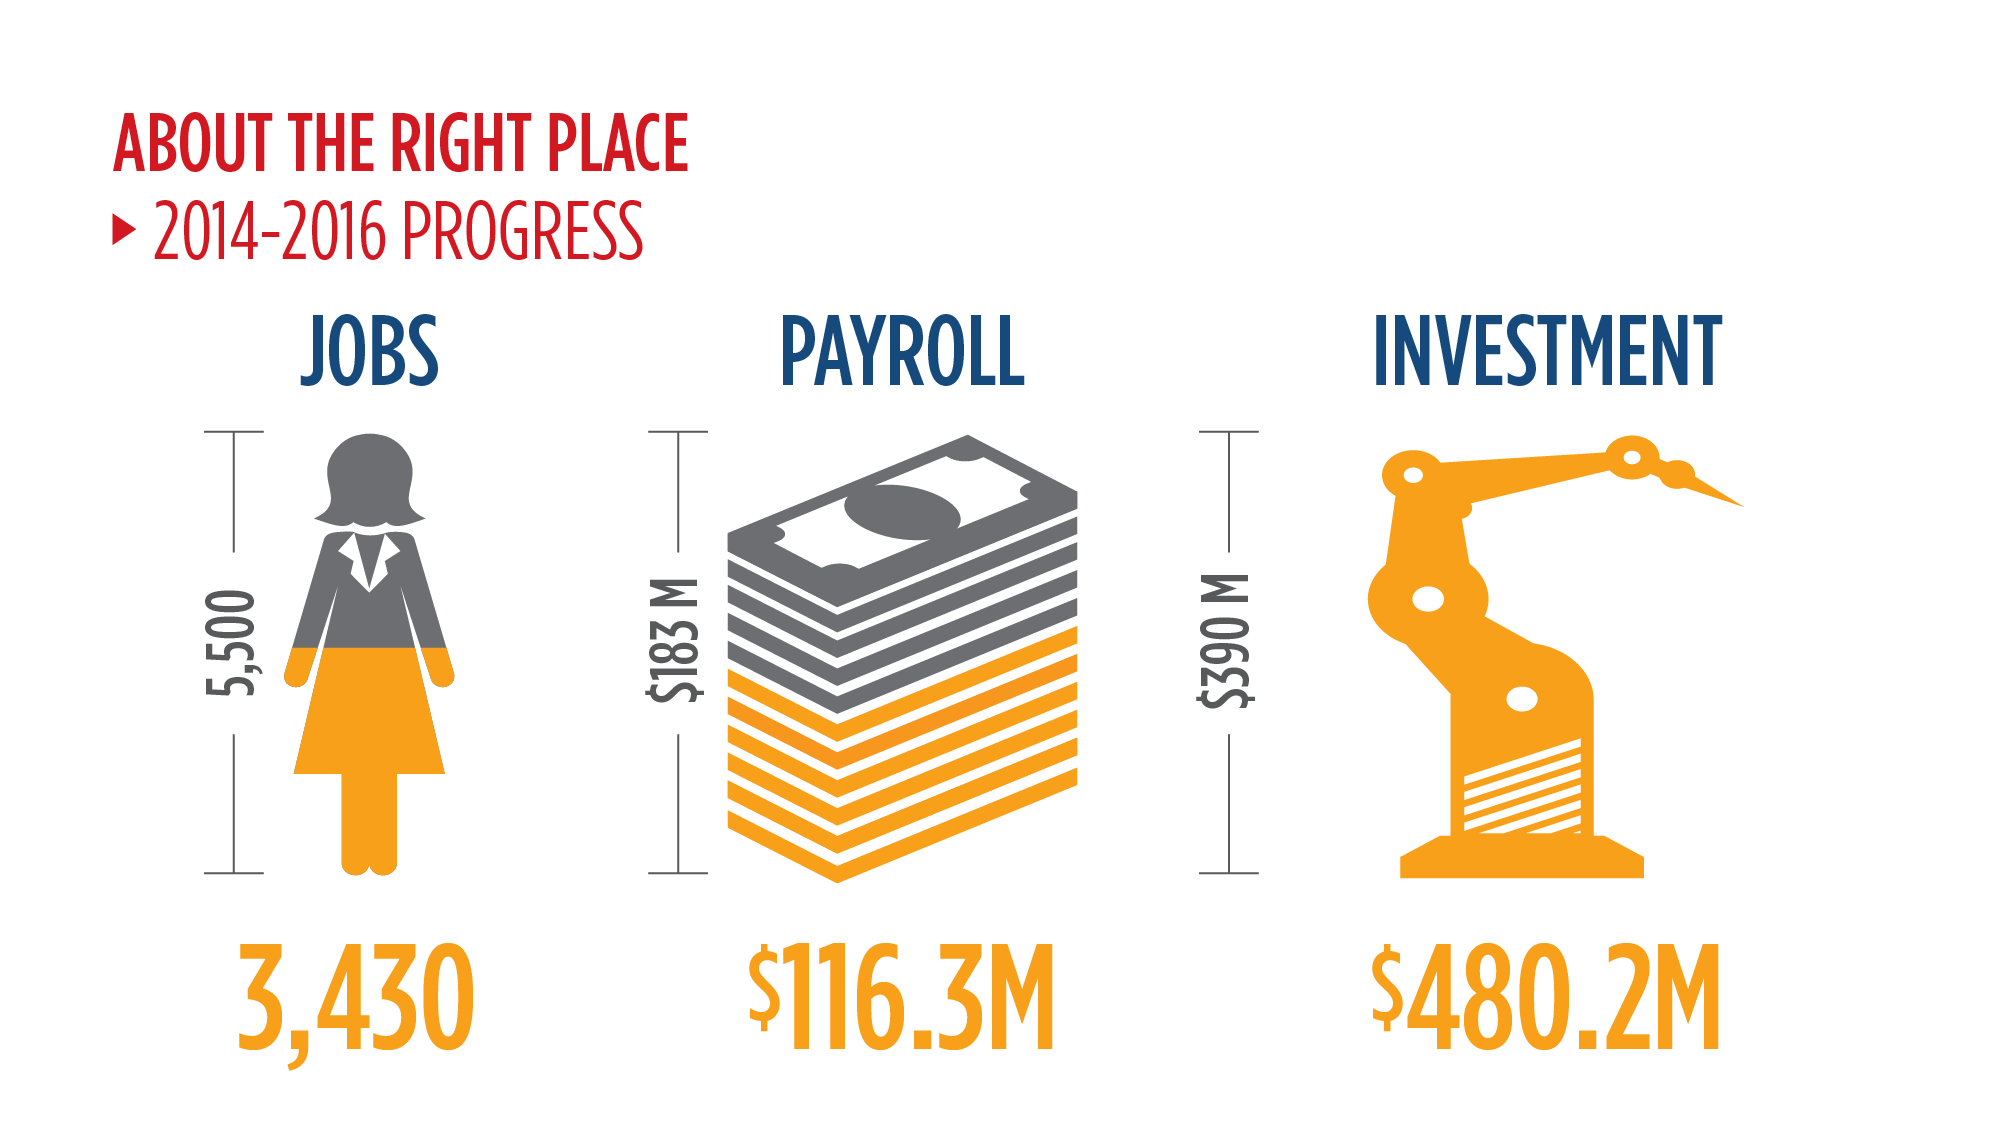 ABOUT THE RIGHT PLACE
2014-2016 PROGRESS
JOBS
PAYROLL
INVESTMENT
5,500
$183 M
$390 M
3,430
$116.3M
$480.2M